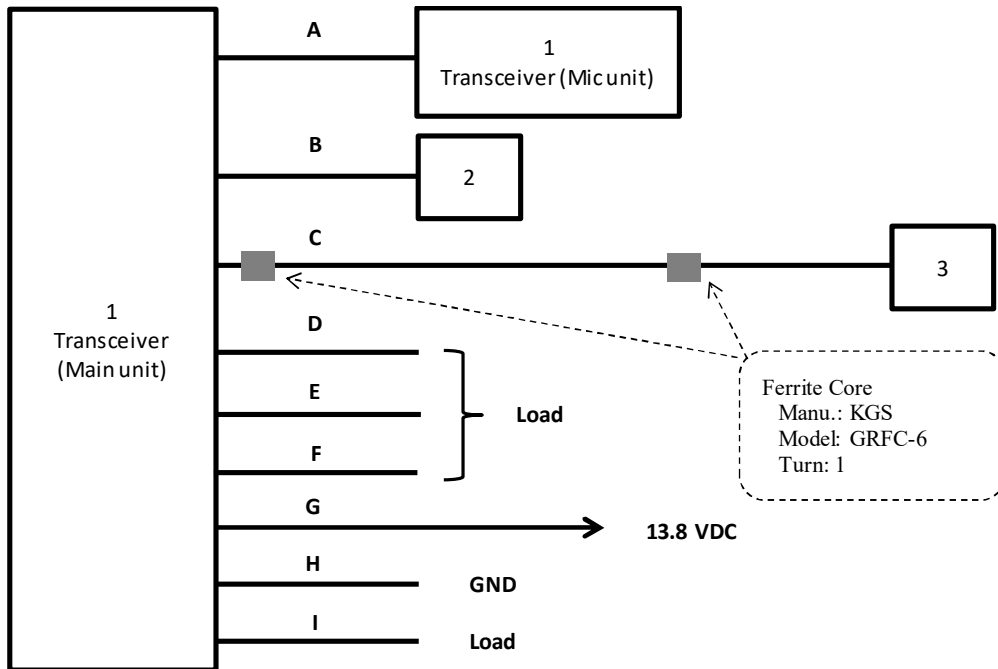 A
1
Transceiver (Mic unit)
B
2
C
3
1
Transceiver
(Main unit)
D
E
Load
F
Ferrite Core
Manu.: KGS
Model: GRFC-6
Turn: 1
G
13.8 VDC
H
GND
I
Load